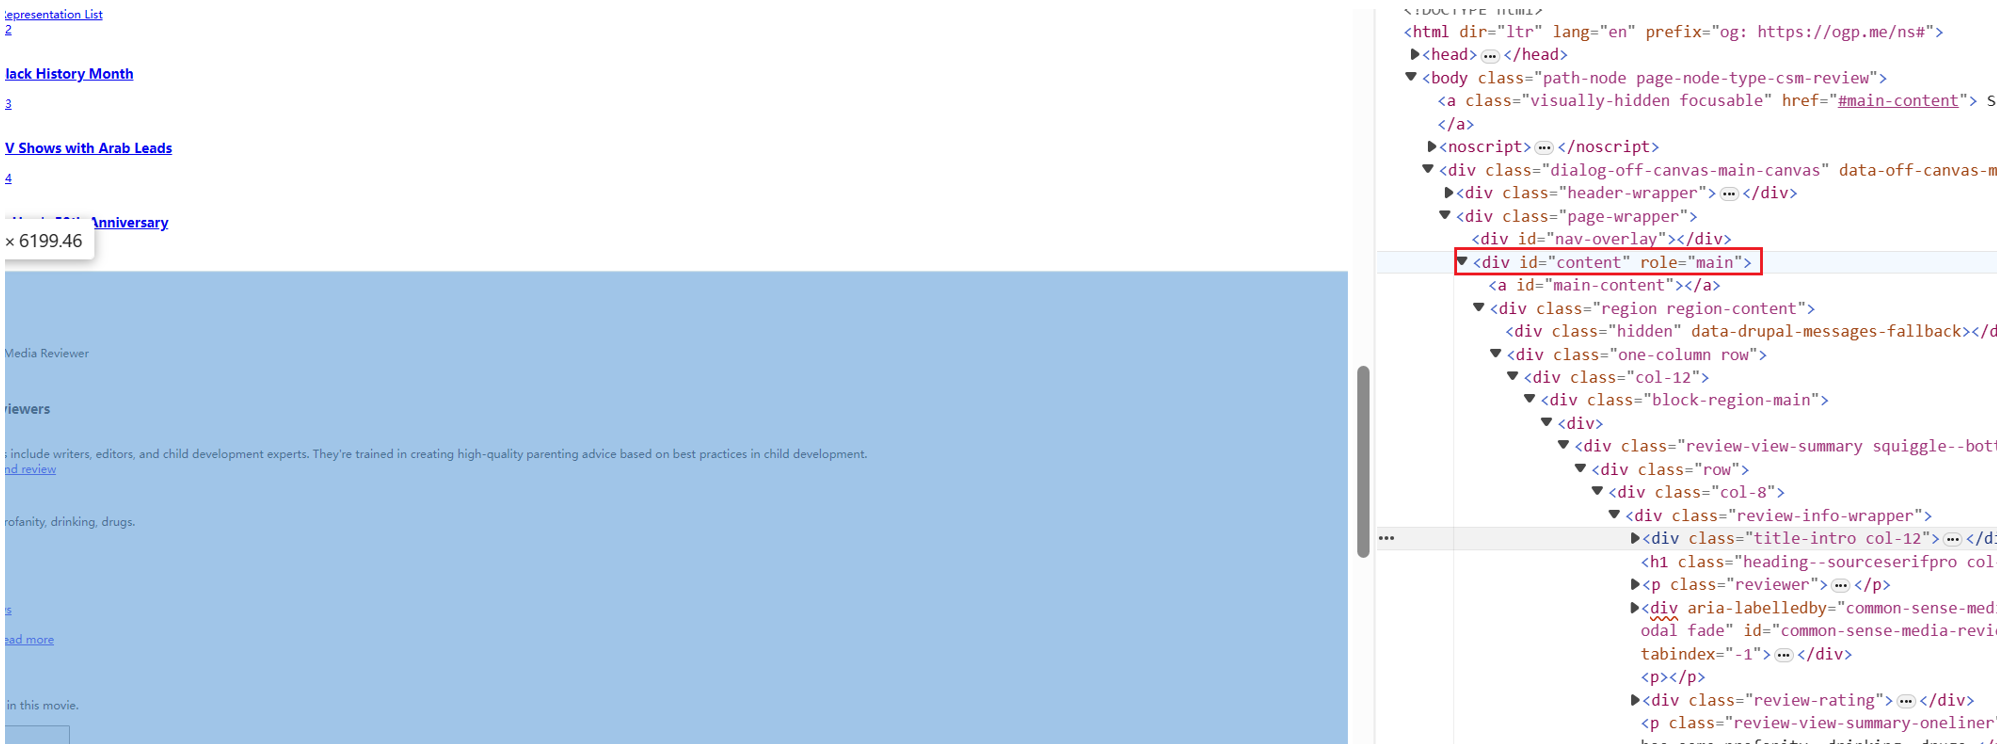 Representation List
2
lack History Month
3
V Shows with Arab Leads
4
50th Anniversary
× 6199.46
Media Reviewer
viewers
s include writers, editors, and child development experts. They're trained in creating high-quality parenting advice based on best practices in child development.
nd review
rofanity, drinking, drugs.
ws
ead more
in this movie.
<!DOCTYPE html>
<html dir="ltr" lang="en" prefix="og: https://ogp.me/ns#">
<head> ••• </head>
<body class="path-node page-node-type-csm-review">
<a class="visually-hidden focusable" href="#main-content"> S
</a>
<noscript> ••• </noscript>
<div class="dialog-off-canvas-main-canvas" data-off-canvas-m
<div class="header-wrapper"> ••• </div>
<div class="page-wrapper">
<div id="nav-overlay"></div>
<div id="content" role="main">
<a id="main-content"></a>
<div class="region region-content">
<div class="hidden" data-drupal-messages-fallback></d
<div class="one-column row">
<div class="col-12">
<div class="block-region-main">
<div>
<div class="review-view-summary squiggle--bott
<div class="row">
<div class="col-8">
<div class="review-info-wrapper">
••• <div class="title-intro col-12"> ••• </di
<h1 class="heading--sourceserifpro col-
<p class="reviewer"> ••• </p>
<div aria-labelledby="common-sense-med
odal fade" id="common-sense-media-revi
tabindex="-1"> ••• </div>
<p></p>
<div class="review-rating"> ••• </div>
<p class="review-view-summary-oneliner"